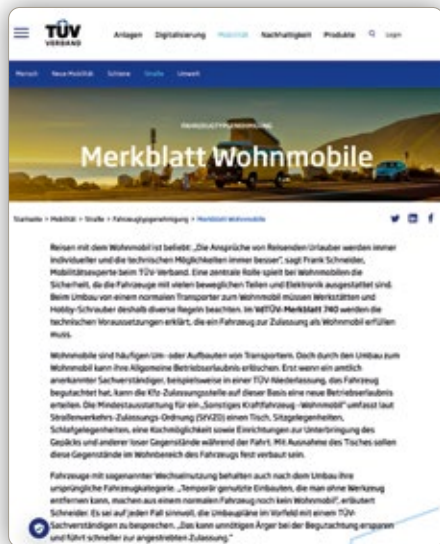 TÜV
VERBAND
Anlagen Digitalisierung Mobilität Nachhaltigkeit Produkte Login
Mensch Neue Mobilität Schiene Straße Umwelt
FAHRZEUGTYPGENEHMIGUNG
Merkblatt Wohnmobile
Startseite > Mobilität > Straße > Fahrzeugtypgenehmigung > Merkblatt Wohnmobile
Reisen mit dem Wohnmobil ist beliebt: „Die Ansprüche von Reisenden Urlauber werden immer
individueller und die technischen Möglichkeiten immer besser", sagt Frank Schneider,
Mobilitätsexperte beim TÜV-Verband. Eine zentrale Rolle spielt bei Wohnmobilen die
Sicherheit, da die Fahrzeuge mit vielen beweglichen Teilen und Elektronik ausgestattet sind.
Beim Umbau von einem normalen Transporter zum Wohnmobil müssen Werkstätten und
Hobby-Schrauber deshalb diverse Regeln beachten. Im VdTÜV-Merkblatt 740 werden die
technischen Voraussetzungen erklärt, die ein Fahrzeug zur Zulassung als Wohnmobil erfüllen
muss.
Wohnmobile sind häufigen Um- oder Aufbauten von Transportern. Doch durch den Umbau zum
Wohnmobil kann ihre Allgemeine Betriebserlaubnis erlöschen. Erst wenn ein amtlich
anerkannter Sachverständiger, beispielsweise in einer TÜV-Niederlassung, das Fahrzeug
begutachtet hat, kann die Kfz-Zulassungsstelle auf dieser Basis eine neue Betriebserlaubnis
erteilen. Die Mindestausstattung für ein „Sonstiges Kraftfahrzeug -Wohnmobil" umfasst laut
Straßenverkehrs-Zulassungs-Ordnung (StVZO) einen Tisch, Sitzgelegenheiten,
Schlafgelegenheiten, eine Kochmöglichkeit sowie Einrichtungen zur Unterbringung des
Gepäcks und anderer loser Gegenstände während der Fahrt. Mit Ausnahme des Tisches sollen
diese Gegenstände im Wohnbereich des Fahrzeugs fest verbaut sein.
Fahrzeuge mit sogenannter Wechselnutzung behalten auch nach dem Umbau ihre
ursprüngliche Fahrzeugkategorie. „Temporär genutzte Einbauten, die man ohne Werkzeug
entfernen kann, machen aus einem normalen Fahrzeug noch kein Wohnmobil", erläutert
Schneider. Es sei auf jeden Fall sinnvoll, die Umbaupläne im Vorfeld mit einem TÜV-
Sachverständigen zu besprechen. „Das kann unnötigen Ärger bei der Begutachtung ersparen
und führt schneller zur angestrebten Zulassung."